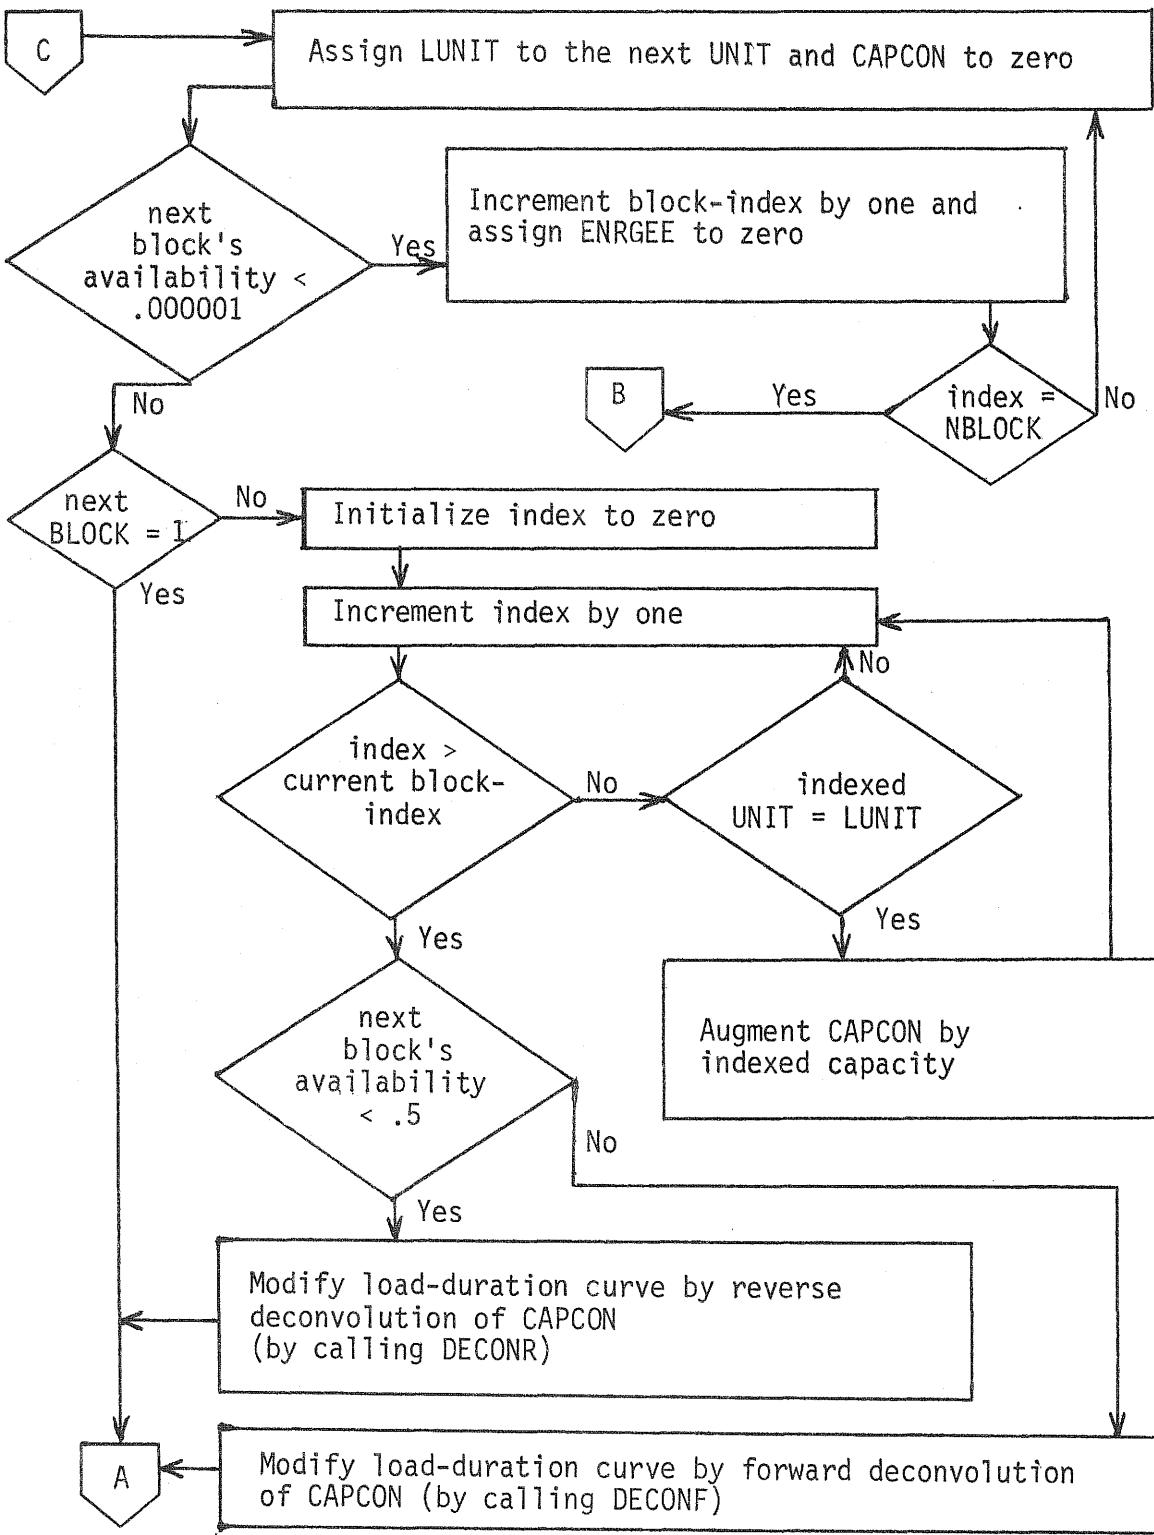 C
Assign LUNIT to the next UNIT and CAPCON to zero
next
block's
availability <
.000001
Yes
Increment block-index by one and
assign ENRGEE to zero
No
B
Yes
index =
NBLOCK
No
next
BLOCK = 1
No
Initialize index to zero
Yes
Increment index by one
No
index >
current block-
index
No
indexed
UNIT = LUNIT
Yes
Yes
next
block's
availability
< .5
Augment CAPCON by
indexed capacity
No
Yes
Modify load-duration curve by reverse
deconvolution of CAPCON
(by calling DECONR)
A
Modify load-duration curve by forward deconvolution
of CAPCON (by calling DECONF)